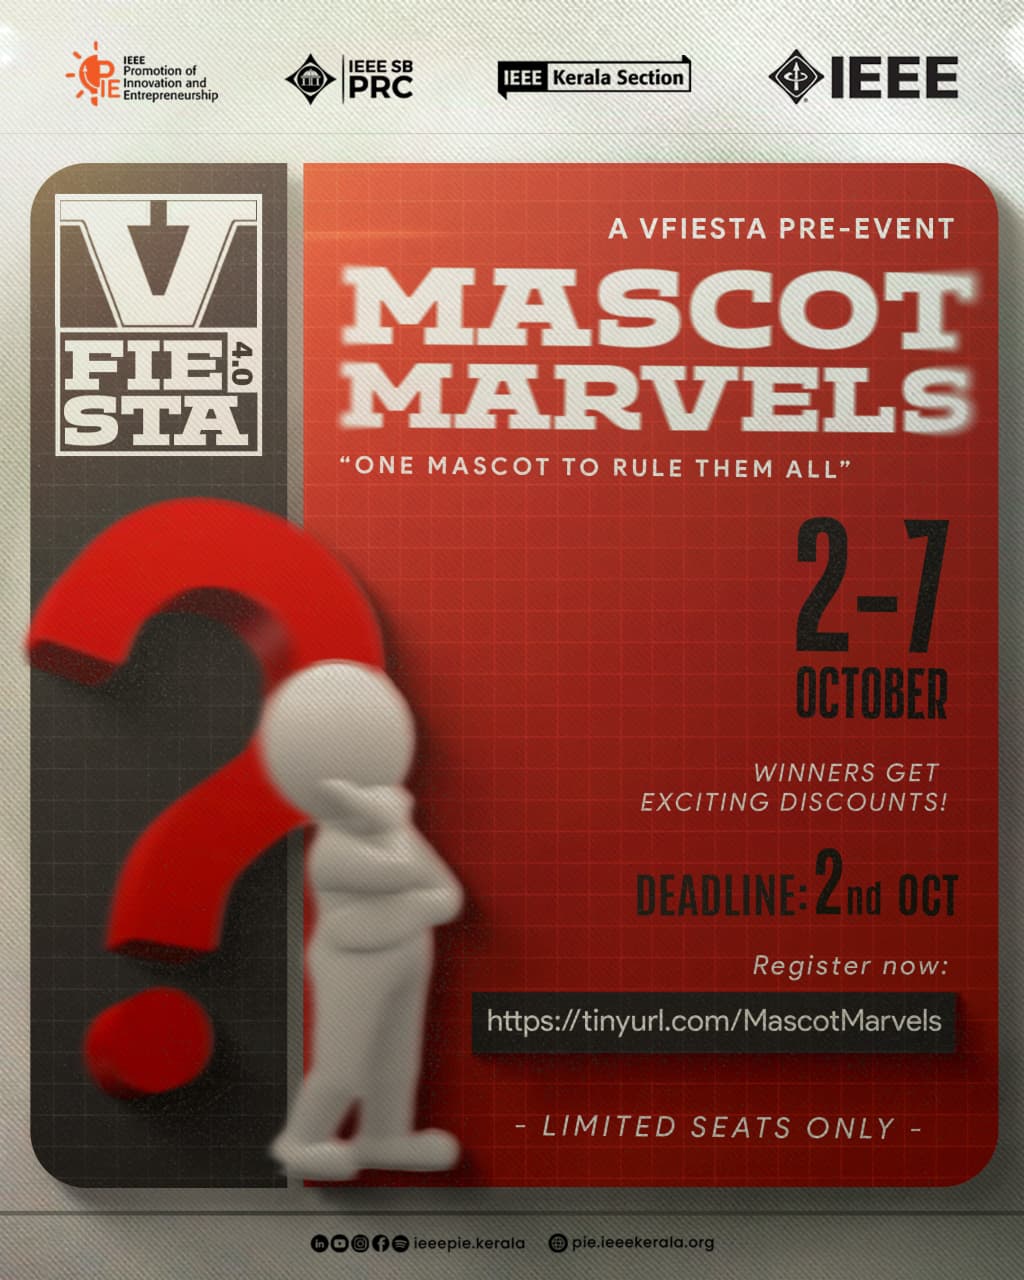 IEEE
Promotion of
Innovation and
Entrepreneurship
PIE
IEEE SB
PRC
IEEE Kerala Section
IEEE
V
FIE
STA
4.0
A VFIESTA PRE-EVENT
MASCOT
MARVELS
“ONE MASCOT TO RULE THEM ALL”
2-7
OCTOBER
WINNERS GET
EXCITING DISCOUNTS!
DEADLINE: 2nd OCT
Register now:
https://tinyurl.com/MascotMarvels
- LIMITED SEATS ONLY -
ieeepie.kerala pie.ieeekerala.org